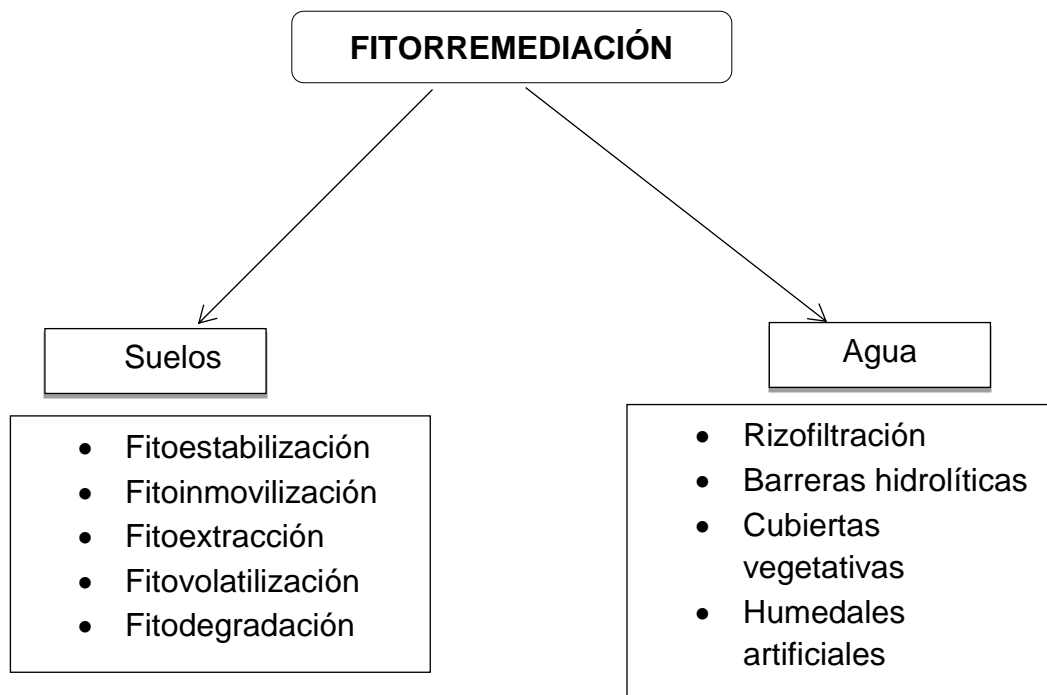 FITORREMEDIACIÓN
Suelos
• Fitoestabilización
• Fitoinmovilización
• Fitoextracción
• Fitovolatilización
• Fitodegradación
Agua
• Rizofiltración
• Barreras hidrolíticas
• Cubiertas
vegetativas
• Humedales
artificiales